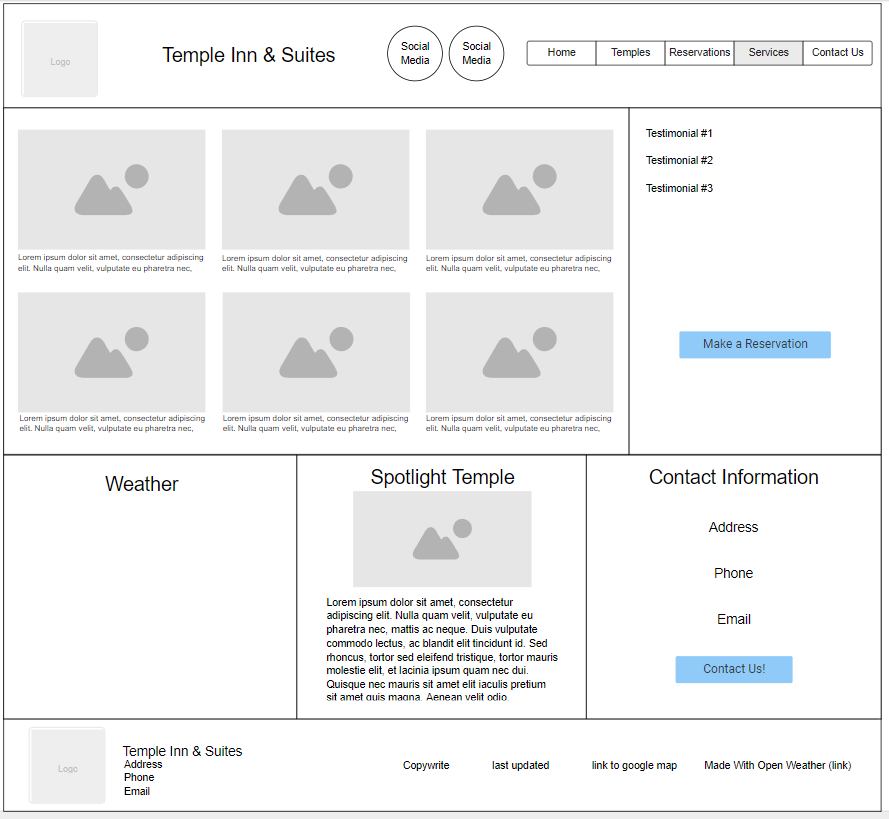 Logo
Temple Inn & Suites
Social
Media
Social
Media
Home
Temples
Reservations
Services
Contact Us
Lorem ipsum dolor sit amet, consectetur adipiscing
elit. Nulla quam velit, vulputate eu pharetra nec,
Lorem ipsum dolor sit amet, consectetur adipiscing
elit. Nulla quam velit, vulputate eu pharetra nec,
Lorem ipsum dolor sit amet, consectetur adipiscing
elit. Nulla quam velit, vulputate eu pharetra nec,
Lorem ipsum dolor sit amet, consectetur adipiscing
elit. Nulla quam velit, vulputate eu pharetra nec,
Lorem ipsum dolor sit amet, consectetur adipiscing
elit. Nulla quam velit, vulputate eu pharetra nec,
Lorem ipsum dolor sit amet, consectetur adipiscing
elit. Nulla quam velit, vulputate eu pharetra nec,
Testimonial #1
Testimonial #2
Testimonial #3
Make a Reservation
Weather
Spotlight Temple
Lorem ipsum dolor sit amet, consectetur
adipiscing elit. Nulla quam velit, vulputate eu
pharetra nec, mattis ac neque. Duis vulputate
commodo lectus, ac blandit elit tincidunt id. Sed
rhoncus, tortor sed eleifend tristique, tortor mauris
molestie elit, et lacinia ipsum quam nec dui.
Quisque nec mauris sit amet elit iaculis pretium
sit amet quis magna. Aenean velit odio,
Contact Information
Address
Phone
Email
Contact Us!
Logo
Temple Inn & Suites
Address
Phone
Email
Copywrite
last updated
link to google map
Made With Open Weather (link)